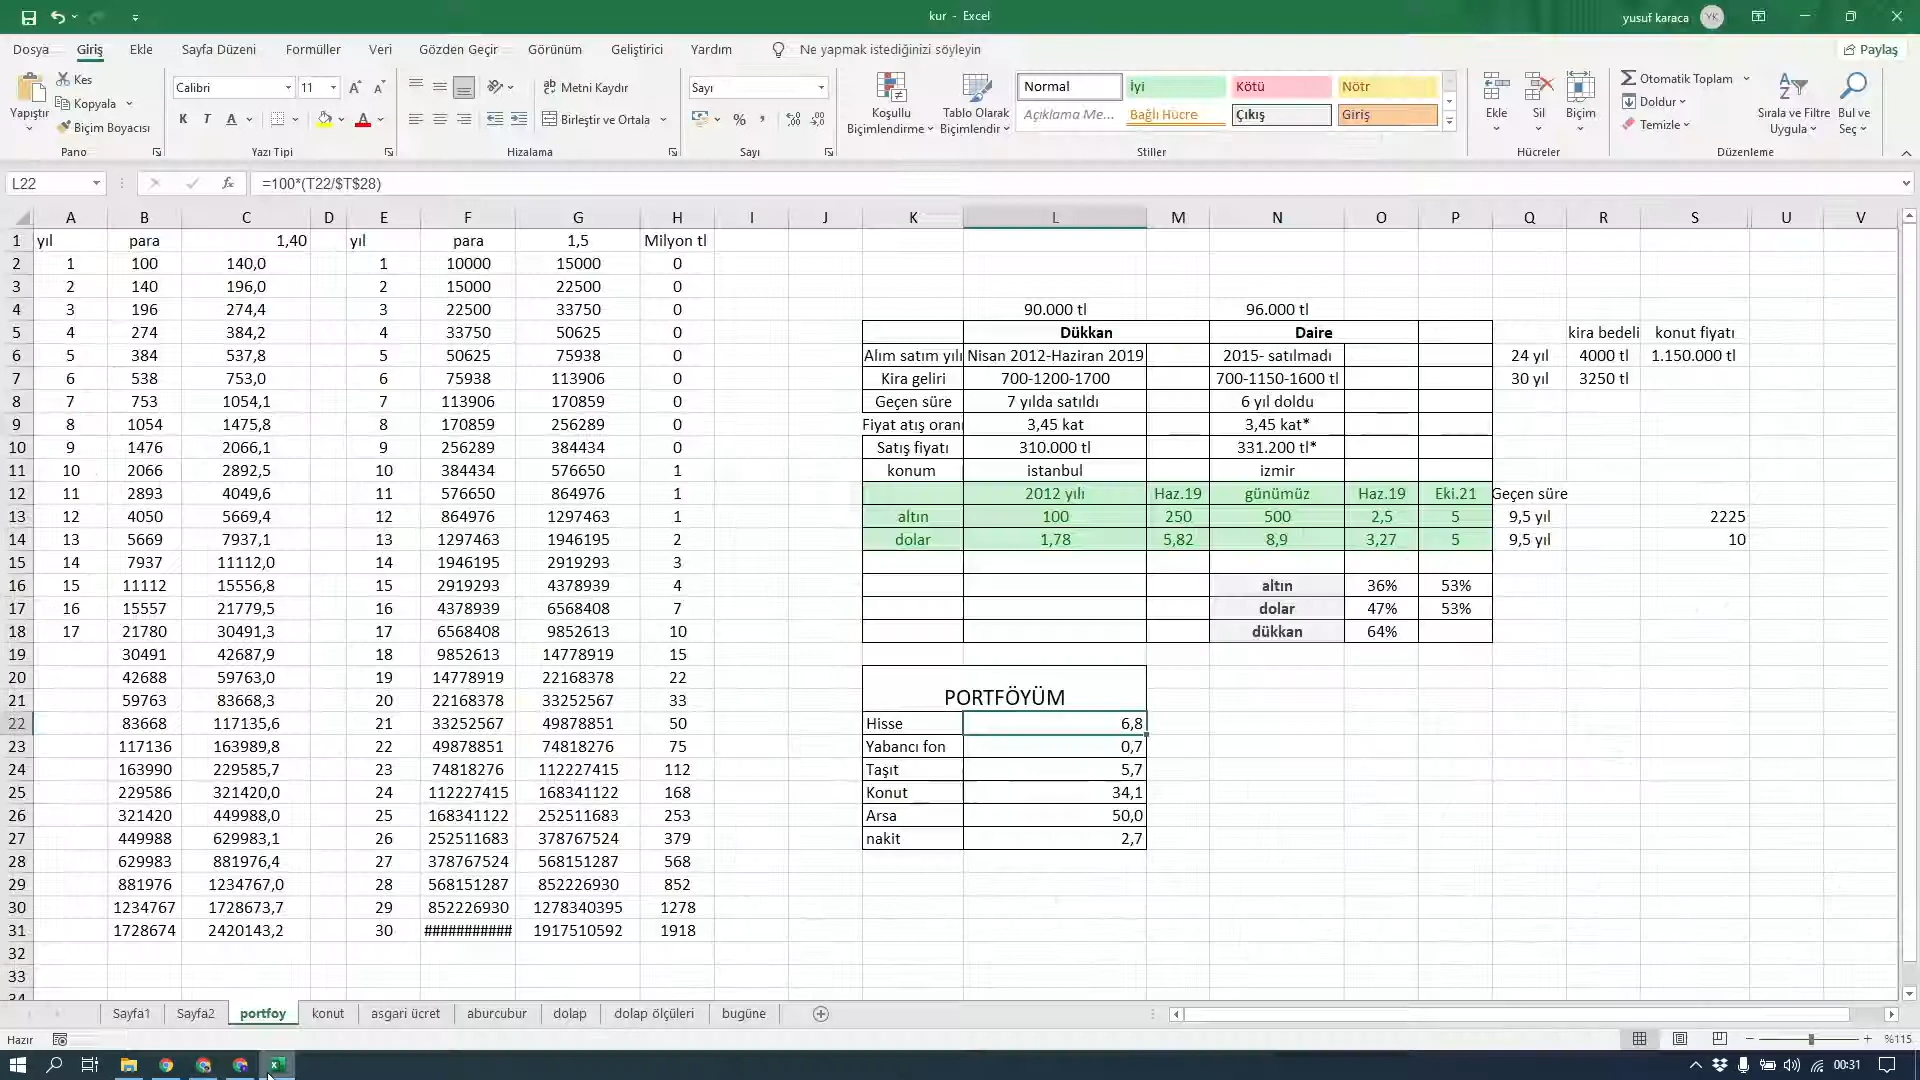 kur - Excel
yusuf karaca YK
Dosya Giriş Ekle Sayfa Düzeni Formüller Veri Gözden Geçir Görünüm Geliştirici Yardım Ne yapmak istediğinizi söyleyin Paylaş
Yapıştır
Kes
Kopyala
Biçim Boyacısı
Pano
Calibri 11
K T A
Yazı Tipi
Metni Kaydır
Birleştir ve Ortala
Hizalama
Sayı
Sayı
Koşullu Biçimlendirme
Tablo Olarak Biçimlendir
Normal İyi Kötü Nötr
Açıklama Me... Bağlı Hücre Çıkış Giriş
Stiller
Ekle Sil Biçim
Hücreler
Otomatik Toplam
Doldur
Temizle
Sırala ve Filtre Uygula
Bul ve Seç
Düzenleme
L22 fx =100*(T22/$T$28)
A B C D E F G H I J K L M N O P Q R S U V
1 yıl para 1,40 yıl para 1,5 Milyon tl
2 1 100 140,0 1 10000 15000 0
3 2 140 196,0 2 15000 22500 0
4 3 196 274,4 3 22500 33750 0 90.000 tl 96.000 tl
5 4 274 384,2 4 33750 50625 0 Dükkan Daire kira bedeli konut fiyatı
6 5 384 537,8 5 50625 75938 0 Alım satım yılı Nisan 2012-Haziran 2019 2015- satılmadı 24 yıl 4000 tl 1.150.000 tl
7 6 538 753,0 6 75938 113906 0 Kira geliri 700-1200-1700 700-1150-1600 tl 30 yıl 3250 tl
8 7 753 1054,1 7 113906 170859 0 Geçen süre 7 yılda satıldı 6 yıl doldu
9 8 1054 1475,8 8 170859 256289 0 Fiyat atış oranı 3,45 kat 3,45 kat*
10 9 1476 2066,1 9 256289 384434 0 Satış fiyatı 310.000 tl 331.200 tl*
11 10 2066 2892,5 10 384434 576650 1 konum istanbul izmir
12 11 2893 4049,6 11 576650 864976 1 2012 yılı Haz.19 günümüz Haz.19 Eki.21 Geçen süre
13 12 4050 5669,4 12 864976 1297463 1 altın 100 250 500 2,5 5 9,5 yıl 2225
14 13 5669 7937,1 13 1297463 1946195 2 dolar 1,78 5,82 8,9 3,27 5 9,5 yıl 10
15 14 7937 11112,0 14 1946195 2919293 3
16 15 11112 15556,8 15 2919293 4378939 4 altın 36% 53%
17 16 15557 21779,5 16 4378939 6568408 7 dolar 47% 53%
18 17 21780 30491,3 17 6568408 9852613 10 dükkan 64%
19 30491 42687,9 18 9852613 14778919 15
20 42688 59763,0 19 14778919 22168378 22
21 59763 83668,3 20 22168378 33252567 33 PORTFÖYÜM
22 83668 117135,6 21 33252567 49878851 50 Hisse 6,8
23 117136 163989,8 22 49878851 74818276 75 Yabancı fon 0,7
24 163990 229585,7 23 74818276 112227415 112 Taşıt 5,7
25 229586 321420,0 24 112227415 168341122 168 Konut 34,1
26 321420 449988,0 25 168341122 252511683 253 Arsa 50,0
27 449988 629983,1 26 252511683 378767524 379 nakit 2,7
28 629983 881976,4 27 378767524 568151287 568
29 881976 1234767,0 28 568151287 852226930 852
30 1234767 1728673,7 29 852226930 1278340395 1278
31 1728674 2420143,2 30 ########### 1917510592 1918
32
33
34
Sayfa1 Sayfa2 portfoy konut asgari ücret aburcubur dolap dolap ölçüleri bugüne
Hazır %115
00:31